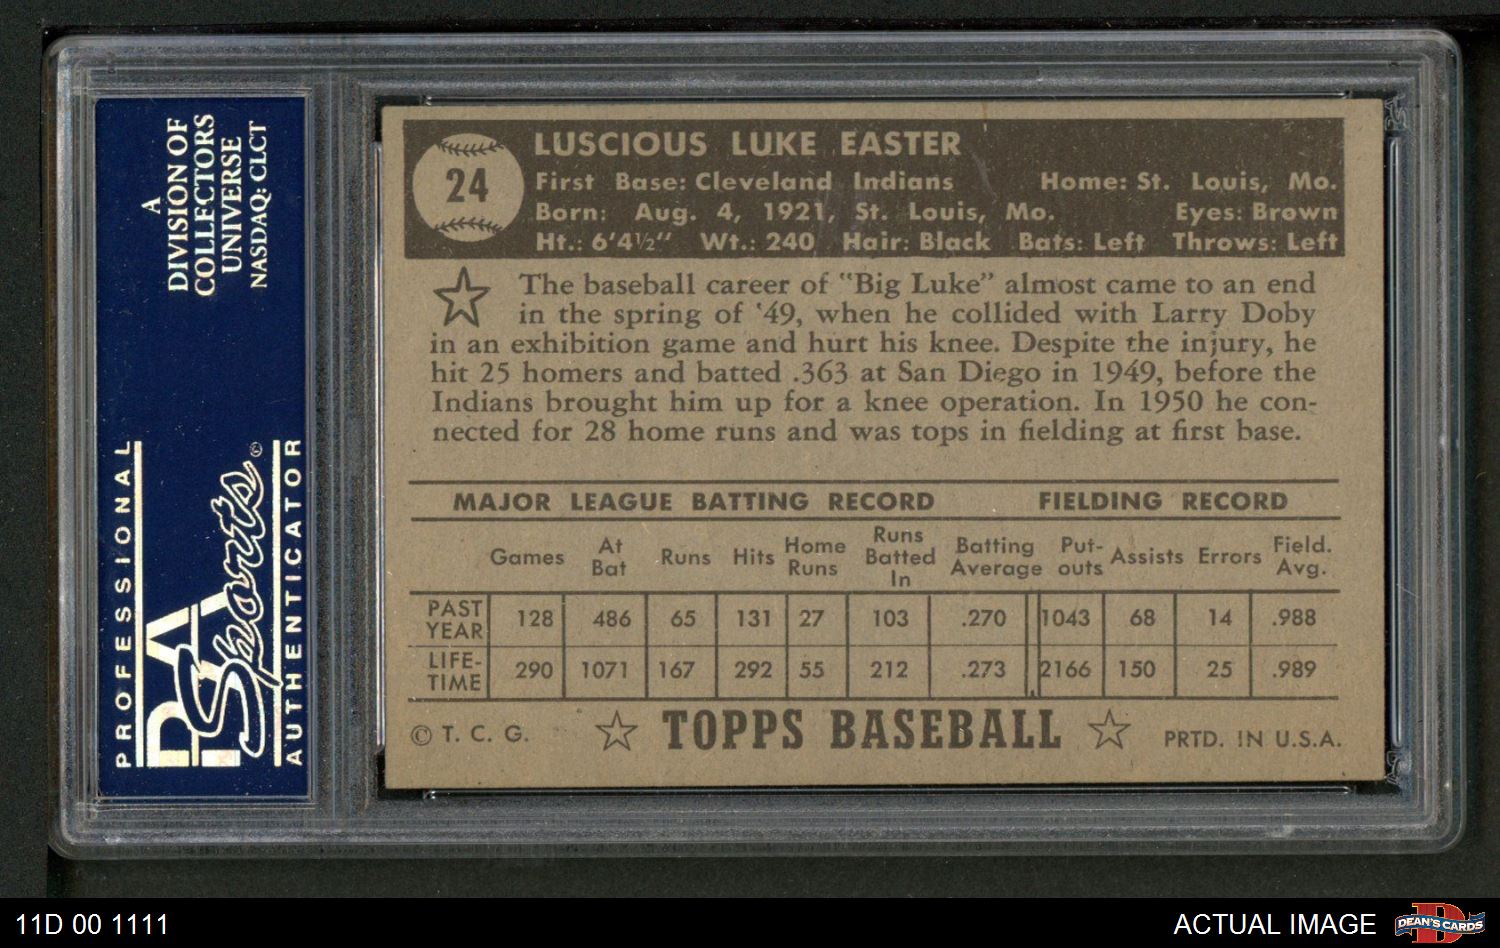 A
DIVISION OF
COLLECTORS
UNIVERSE
NASDAQ: CLCT
PROFESSIONAL
PSA
Sports®
AUTHENTICATOR
24
LUSCIOUS LUKE EASTER
First Base: Cleveland Indians Home: St. Louis, Mo.
Born: Aug. 4, 1921, St. Louis, Mo. Eyes: Brown
Ht.: 6'4½" Wt.: 240 Hair: Black Bats: Left Throws: Left
The baseball career of "Big Luke" almost came to an end
in the spring of '49, when he collided with Larry Doby
in an exhibition game and hurt his knee. Despite the injury, he
hit 25 homers and batted .363 at San Diego in 1949, before the
Indians brought him up for a knee operation. In 1950 he con-
nected for 28 home runs and was tops in fielding at first base.
MAJOR LEAGUE BATTING RECORD FIELDING RECORD
Games At Bat Runs Hits Home Runs Runs Batted In Batting Average Put-outs Assists Errors Field. Avg.
PAST YEAR 128 486 65 131 27 103 .270 1043 68 14 .988
LIFE-TIME 290 1071 167 292 55 212 .273 2166 150 25 .989
© T. C. G. TOPPS BASEBALL PRTD. IN U.S.A.
11D 00 1111 ACTUAL IMAGE DEAN'S CARDS